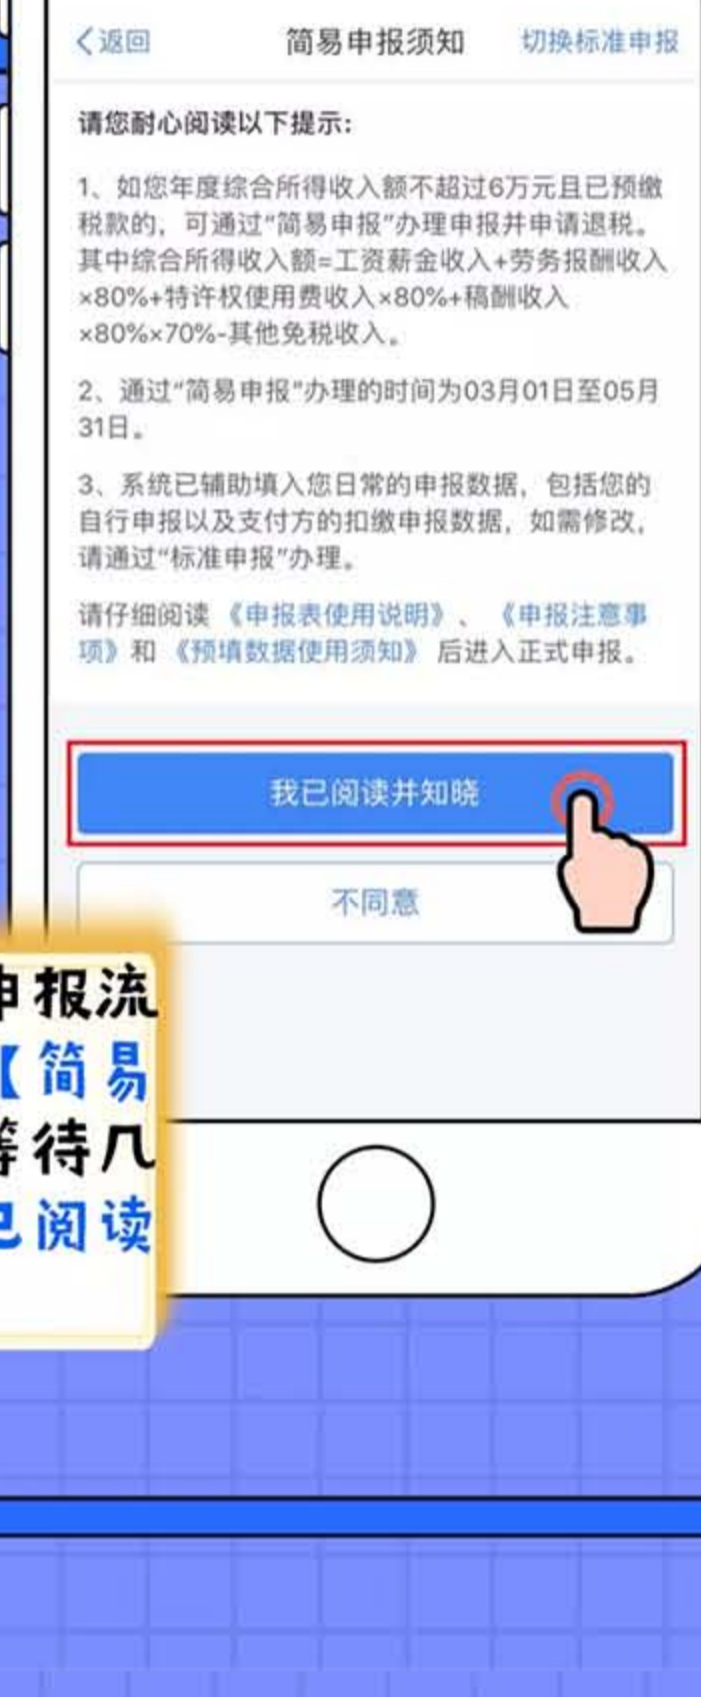 返回 简易申报须知 切换标准申报
请您耐心阅读以下提示:
1、如您年度综合所得收入额不超过6万元且已预缴
税款的，可通过“简易申报”办理申报并申请退税。
其中综合所得收入额=工资薪金收入+劳务报酬收入
×80%+特许权使用费收入×80%+稿酬收入
×80%×70%-其他免税收入。
2、通过“简易申报”办理的时间为03月01日至05月
31日。
3、系统已辅助填入您日常的申报数据，包括您的
自行申报以及支付方的扣缴申报数据，如需修改，
请通过“标准申报”办理。
请仔细阅读《申报表使用说明》、《申报注意事
项》和《预填数据使用须知》后进入正式申报。
我已阅读并知晓
不同意
申报流
【简易
等待几
已阅读